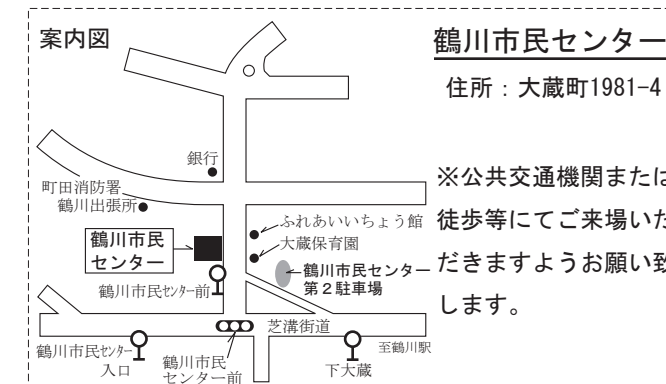 案内図
鶴川市民センター
住所：大蔵町1981-4
※公共交通機関または
徒歩等にてご来場いた
だきますようお願い致
します。
銀行
町田消防署
鶴川出張所
ふれあいいちょう館
大蔵保育園
鶴川市民
センター
鶴川市民センター
第２駐車場
鶴川市民センター前
芝溝街道
至鶴川駅
鶴川市民センター
入口
鶴川市民
センター前
下大蔵